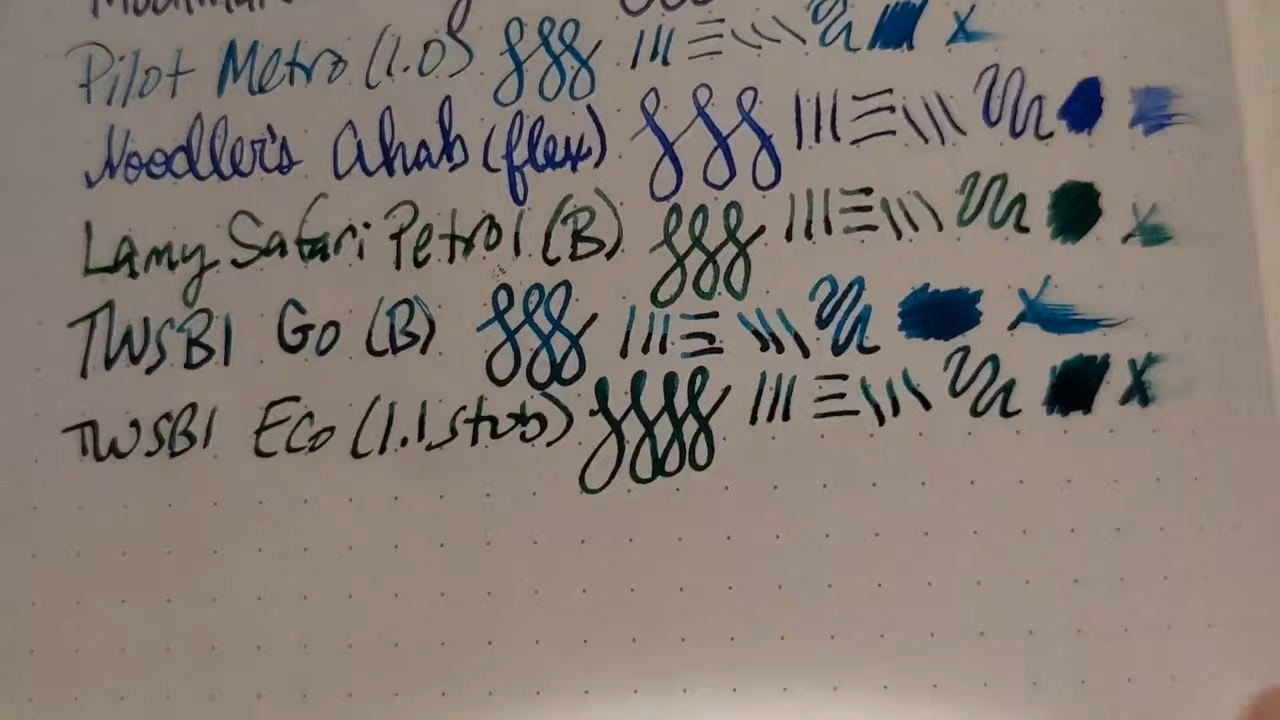 Pilot Metro (1.0)
Noodler's Ahab (flex)
Lamy Safari Petrol (B)
TWSBI Go (B)
TWSBI Eco (1.1 stub)